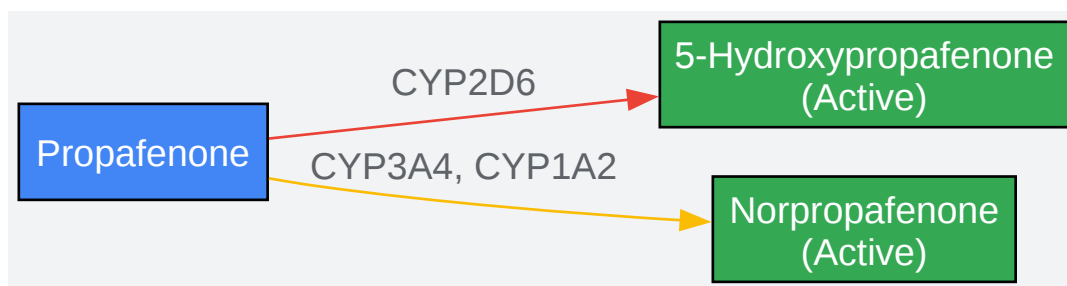 5-Hydroxypropafenone
(Active)
CYP2D6
Propafenone
CYP3A4, CYP1A2
Norpropafenone
(Active)